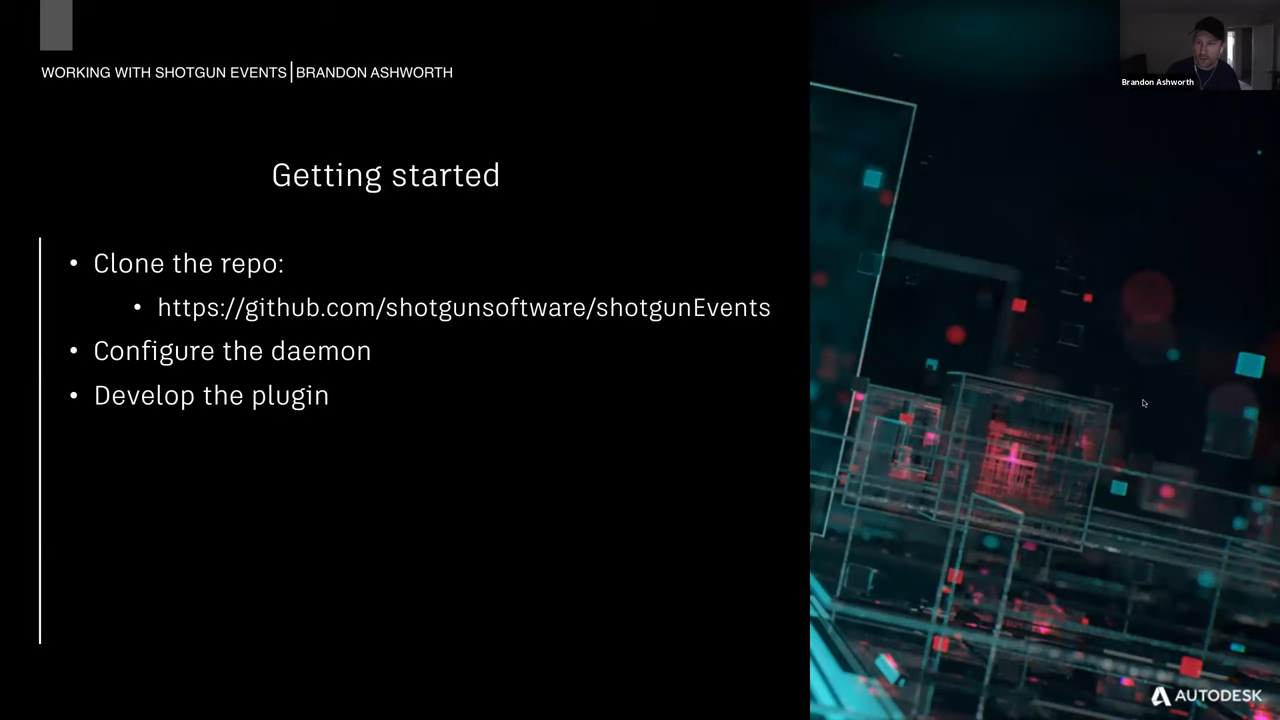 WORKING WITH SHOTGUN EVENTS|BRANDON ASHWORTH
Brandon Ashworth
Getting started
• Clone the repo:
• https://github.com/shotgunsoftware/shotgunEvents
• Configure the daemon
• Develop the plugin
AUTODESK